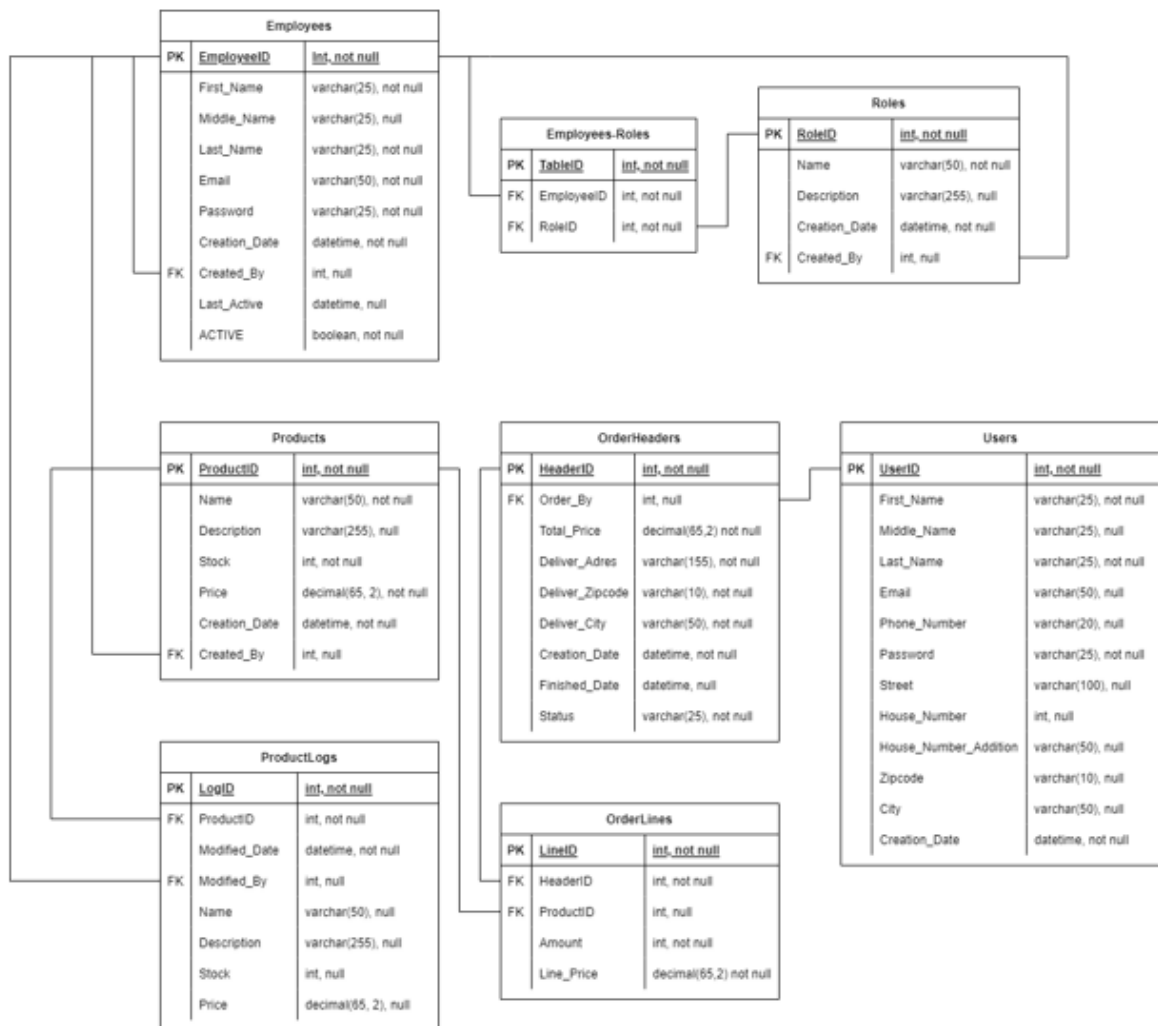 Employees
PK EmployeeID Int, not null
First_Name varchar(25), not null
Middle_Name varchar(25), null
Last_Name varchar(25), not null
Email varchar(50), not null
Password varchar(25), not null
Creation_Date datetime, not null
FK Created_By int, null
Last_Active datetime, null
ACTIVE boolean, not null
Employees-Roles
PK TableID int, not null
FK EmployeeID int, not null
FK RoleID int, not null
Roles
PK RoleID int, not null
Name varchar(50), not null
Description varchar(255), null
Creation_Date datetime, not null
FK Created_By int, null
Products
PK ProductID int, not null
Name varchar(50), not null
Description varchar(255), null
Stock int, not null
Price decimal(65, 2), not null
Creation_Date datetime, not null
FK Created_By int, null
OrderHeaders
PK HeaderID int, not null
FK Order_By int, null
Total_Price decimal(65,2) not null
Deliver_Adres varchar(155), not null
Deliver_Zipcode varchar(10), not null
Deliver_City varchar(50), not null
Creation_Date datetime, not null
Finished_Date datetime, null
Status varchar(25), not null
Users
PK UserID int, not null
First_Name varchar(25), not null
Middle_Name varchar(25), null
Last_Name varchar(25), not null
Email varchar(50), null
Phone_Number varchar(20), null
Password varchar(25), not null
Street varchar(100), null
House_Number int, null
House_Number_Addition varchar(50), null
Zipcode varchar(10), null
City varchar(50), null
Creation_Date datetime, not null
ProductLogs
PK LogID int, not null
FK ProductID int, not null
Modified_Date datetime, not null
FK Modified_By int, null
Name varchar(50), null
Description varchar(255), null
Stock int, null
Price decimal(65, 2), null
OrderLines
PK LineID int, not null
FK HeaderID int, not null
FK ProductID int, null
Amount int, not null
Line_Price decimal(65,2) not null